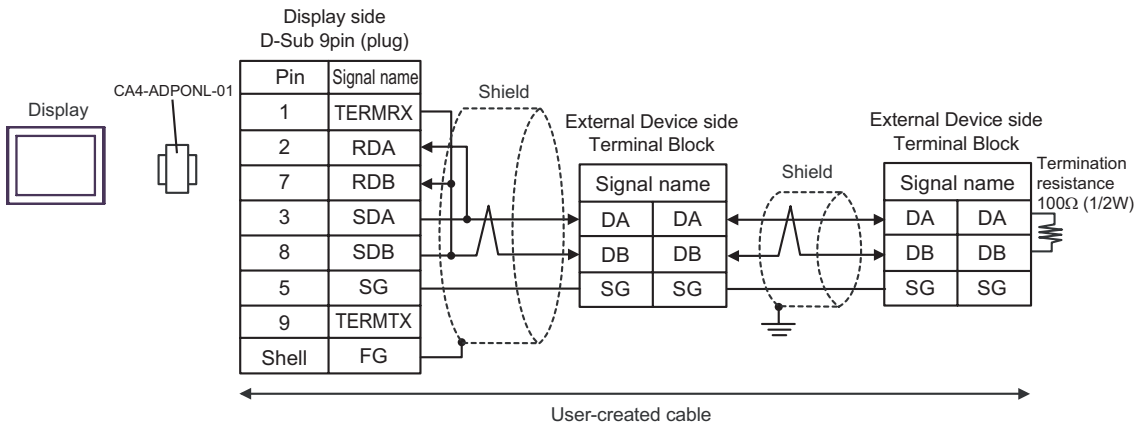 Display side
D-Sub 9pin (plug)
Display
CA4-ADPONL-01
Pin Signal name
1 TERMRX
2 RDA
7 RDB
3 SDA
8 SDB
5 SG
9 TERMTX
Shell FG
Shield
External Device side
Terminal Block
Signal name
DA DA
DB DB
SG SG
Shield
External Device side
Terminal Block
Signal name
DA DA
DB DB
SG SG
Termination
resistance
100Ω (1/2W)
User-created cable